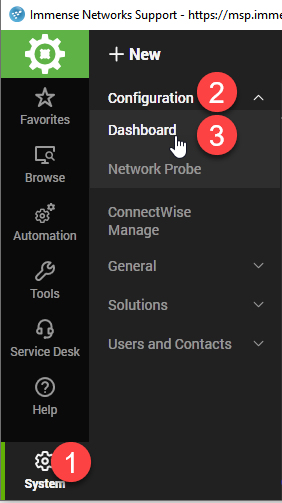 Immense Networks Support - https://msp.imme
New
Favorites
Configuration 2
Dashboard 3
Browse
Network Probe
Automation
ConnectWise
Manage
Tools
General
Solutions
Service Desk
Users and Contacts
Help
System 1